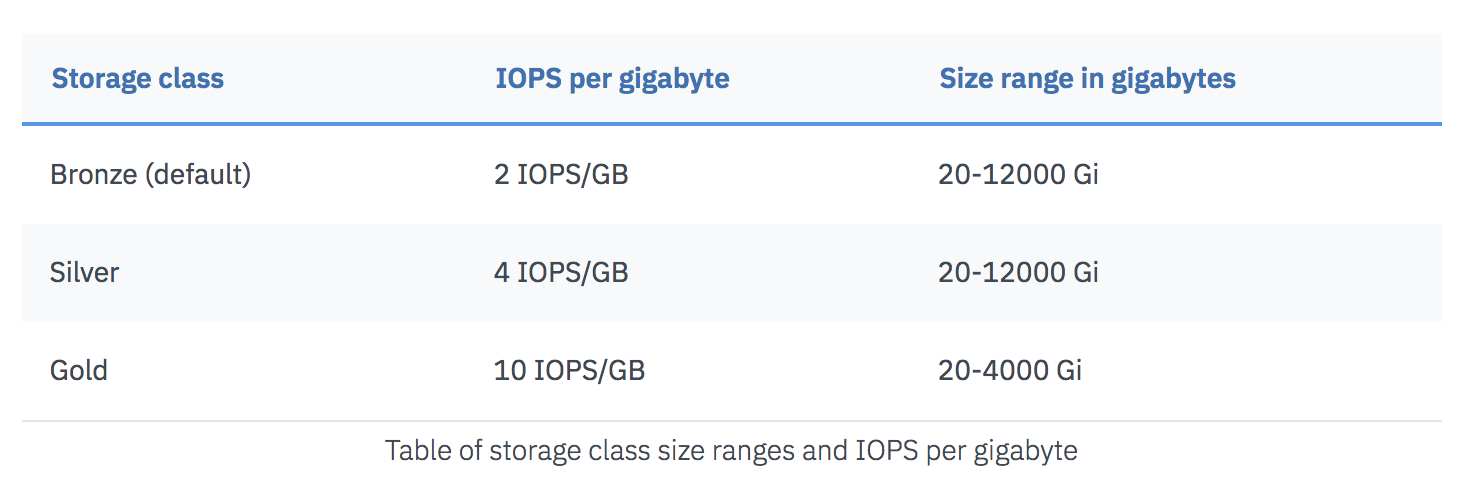 Storage class IOPS per gigabyte Size range in gigabytes
Bronze (default) 2 IOPS/GB 20-12000 Gi
Silver 4 IOPS/GB 20-12000 Gi
Gold 10 IOPS/GB 20-4000 Gi
Table of storage class size ranges and IOPS per gigabyte